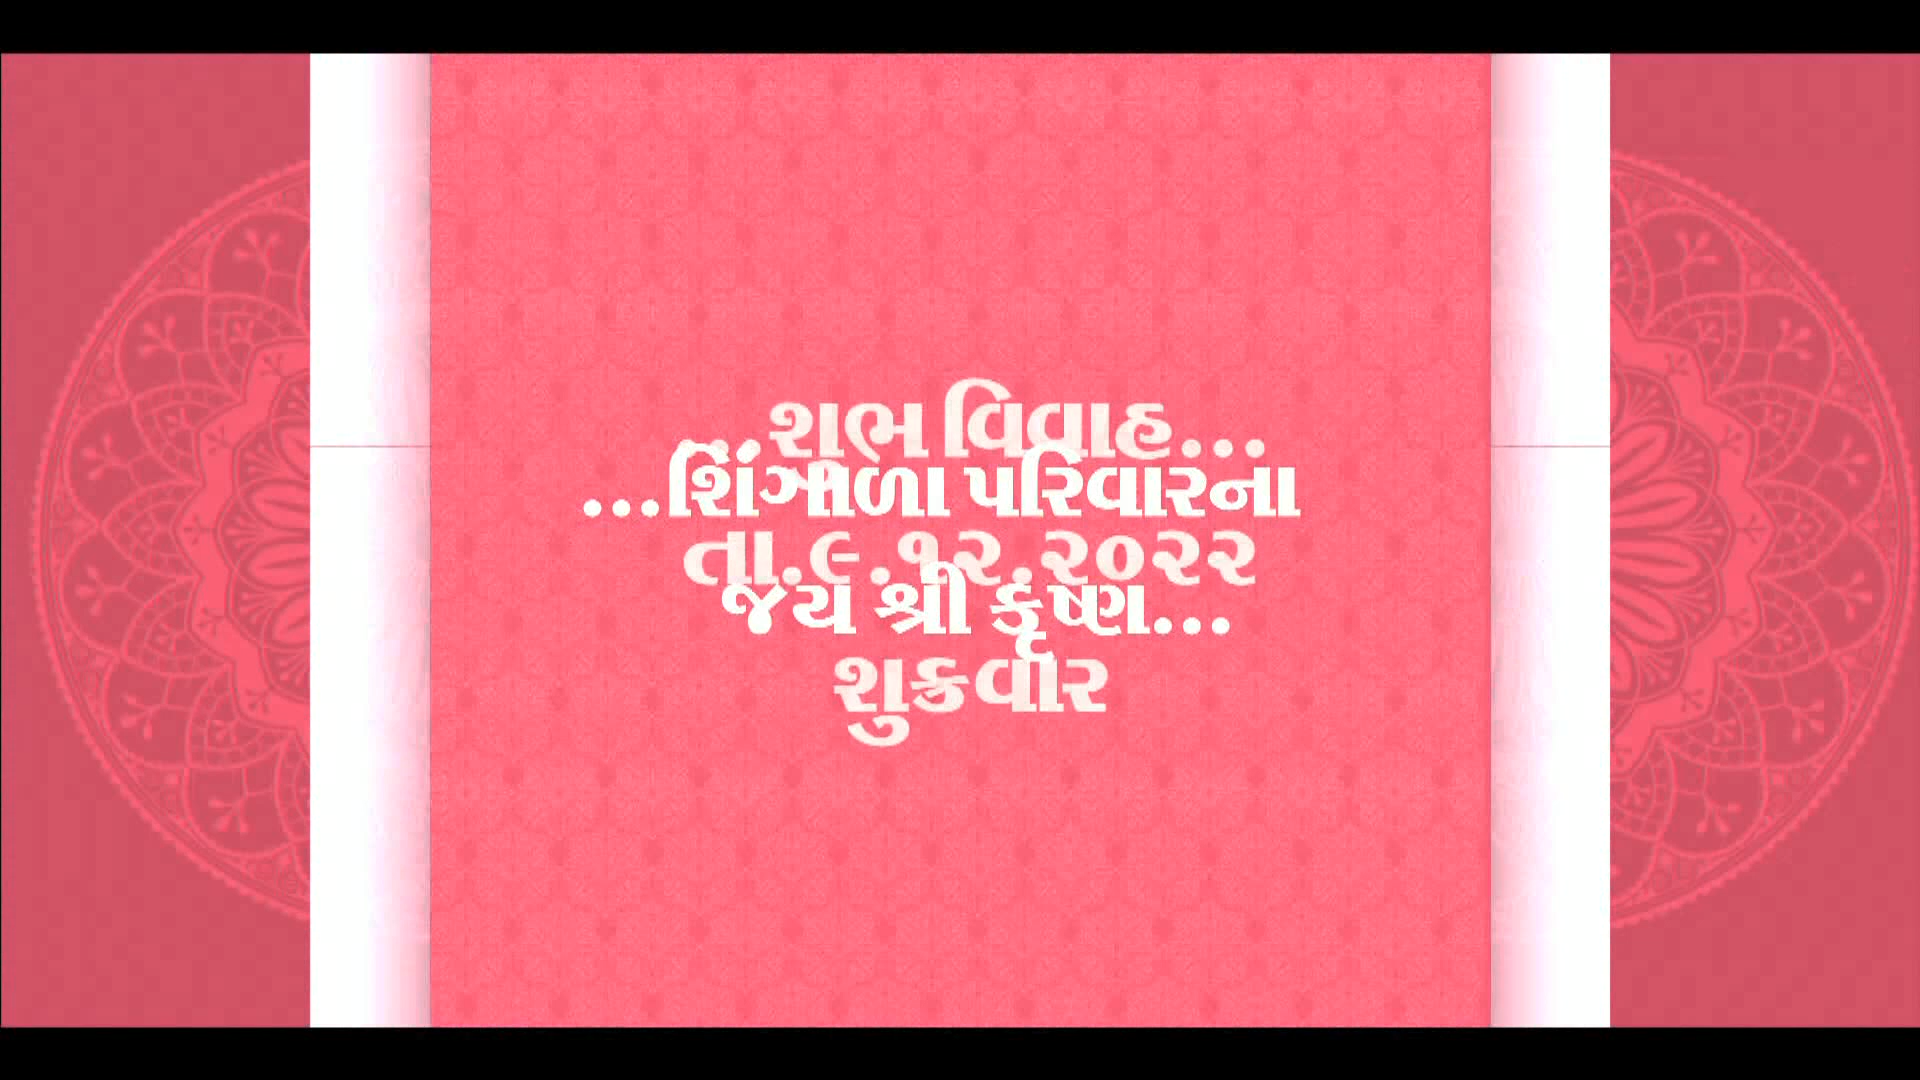 ...શુભ વિવાહ...
...શિંગાળા પરિવારના
તા.૯.૧૨.૨૦૨૨
જય શ્રી કૃષ્ણ...
શુક્રવાર